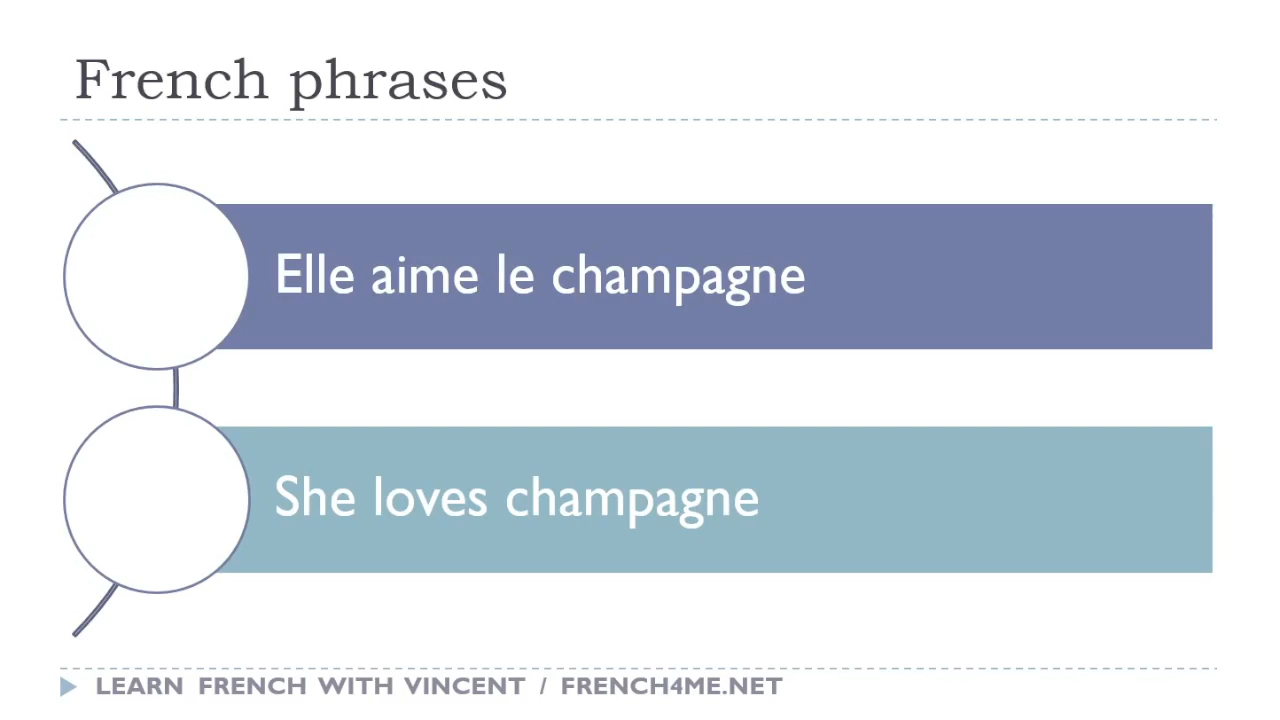 French phrases
Elle aime le champagne
She loves champagne
LEARN FRENCH WITH VINCENT / FRENCH4ME.NET